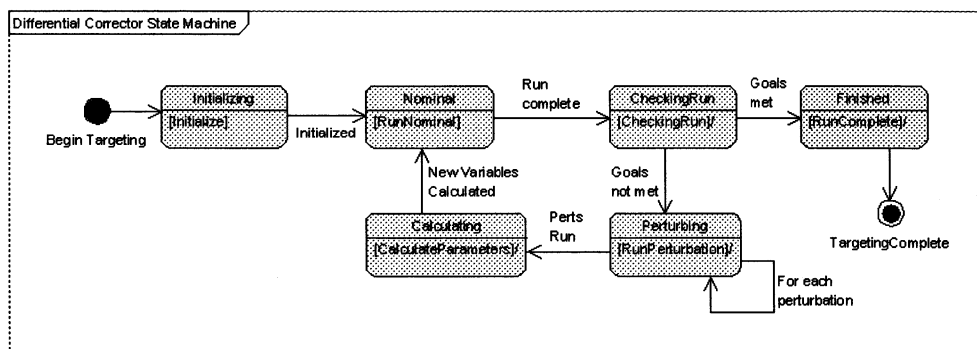 Differential Corrector State Machine
Begin Targeting
Initializing
[Initialize]
Initialized
Nominal
[RunNominal]
Run
complete
CheckingRun
[CheckingRun]/
Goals
met
Finished
[RunComplete]/
TargetingComplete
Goals
not met
Perturbing
[RunPerturbation]/
For each
perturbation
Perts
Run
Calculating
[CalculateParameters]/
New Variables
Calculated